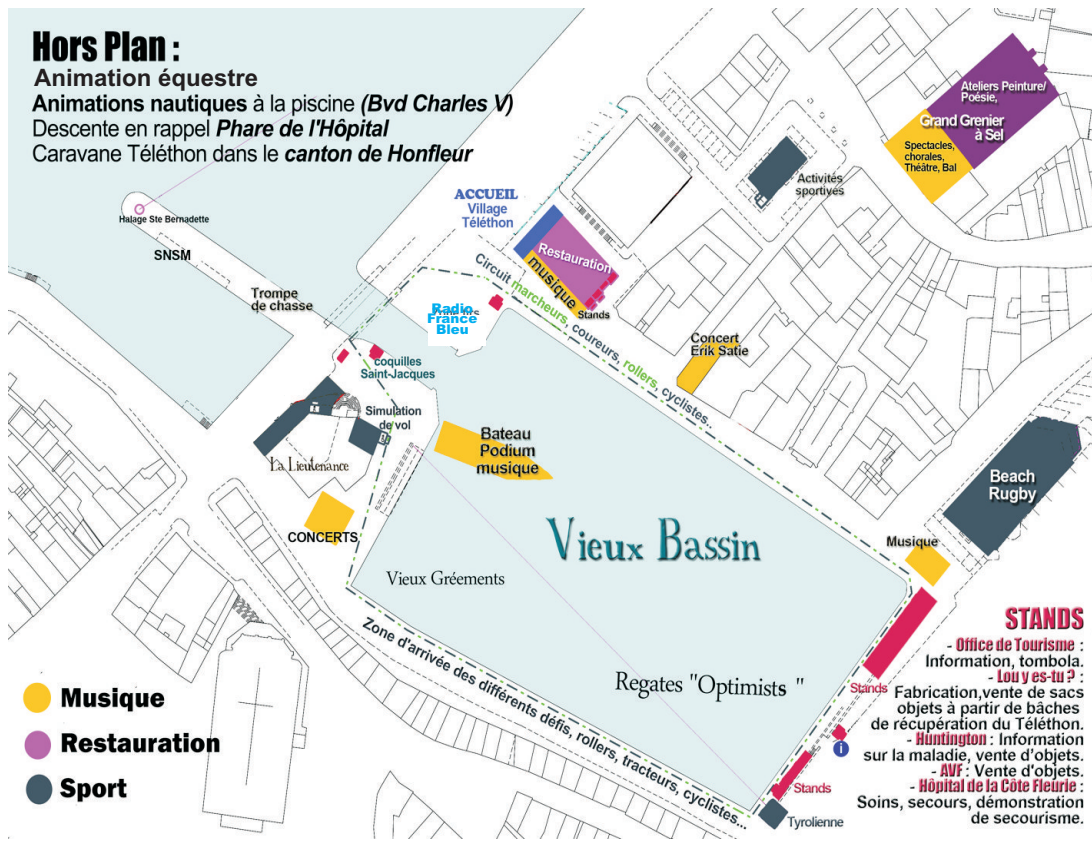 Hors Plan :
Animation équestre
Animations nautiques à la piscine (Bvd Charles V)
Descente en rappel Phare de l'Hôpital
Caravane Téléthon dans le canton de Honfleur
Ateliers Peinture/
Poésie,
Grand Grenier
à Sel
Spectacles,
chorales,
Théâtre, Bal
Activités
sportives
ACCUEIL
Village
Téléthon
Halage Ste Bernadette
SNSM
Restauration
musique
Stands
Trompe
de chasse
Radio
France
Bleu
Circuit marcheurs, coureurs, rollers, cyclistes...
Concert
Erik Satie
coquilles
Saint-Jacques
Simulation
de vol
La Lieutenance
Bateau
Podium
musique
Beach
Rugby
CONCERTS
Vieux Bassin
Musique
Vieux Gréements
Zone d'arrivée des différents défis, rollers, tracteurs, cyclistes...
Regates "Optimists "
Stands
i
Stands
Tyrolienne
STANDS
- Office de Tourisme :
Information, tombola.
- Lou y es-tu ? :
Fabrication,vente de sacs
objets à partir de bâches
de récupération du Téléthon.
- Huntington : Information
sur la maladie, vente d'objets.
- AVF : Vente d'objets.
- Hôpital de la Côte Fleurie :
Soins, secours, démonstration
de secourisme.
Musique
Restauration
Sport